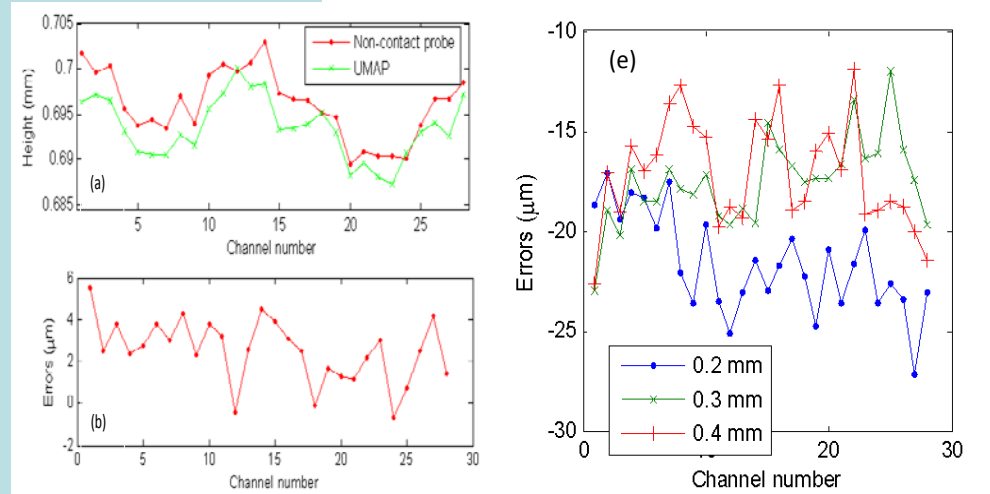 0.705
0.7
0.695
0.69
0.685
Height (mm)
Non-contact probe
UMAP
(a)
5
10
15
20
25
Channel number
6
4
2
0
-2
Errors (μm)
(b)
0
5
10
15
20
25
30
Channel number
-10
-15
-20
-25
-30
Errors (μm)
(e)
0.2 mm
0.3 mm
0.4 mm
0
20
30
Channel number